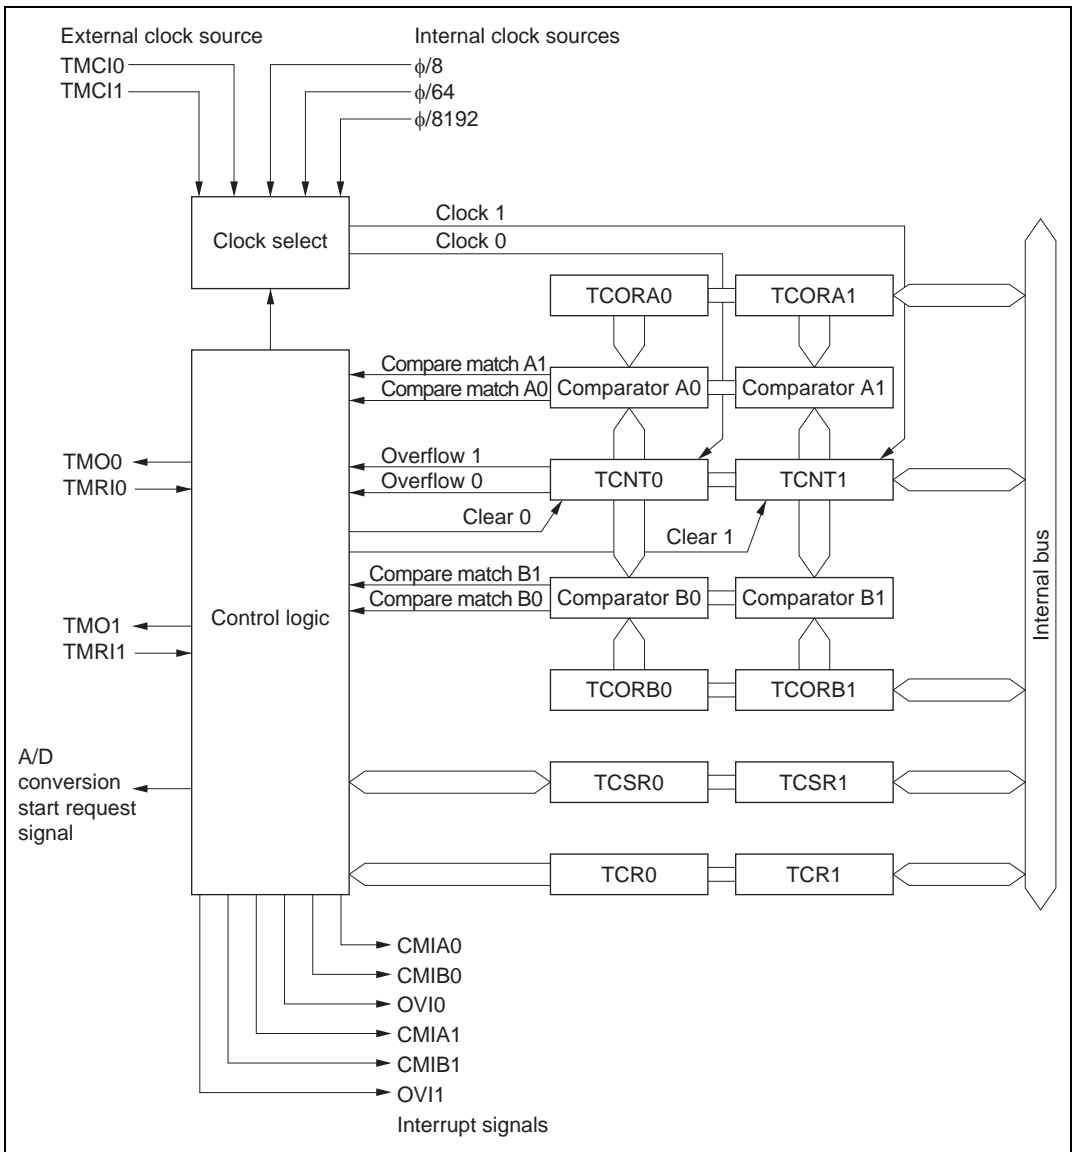 External clock source
Internal clock sources
TMCI0
TMCI1
ϕ/8
ϕ/64
ϕ/8192
Clock select
Clock 1
Clock 0
TCORA0
TCORA1
Compare match A1
Compare match A0
Comparator A0
Comparator A1
TMO0
TMRI0
Overflow 1
Overflow 0
TCNT0
TCNT1
Clear 0
Clear 1
Internal bus
Compare match B1
Compare match B0
Comparator B0
Comparator B1
Control logic
TMO1
TMRI1
TCORB0
TCORB1
A/D
conversion
start request
signal
TCSR0
TCSR1
TCR0
TCR1
CMIA0
CMIB0
OVI0
CMIA1
CMIB1
OVI1
Interrupt signals